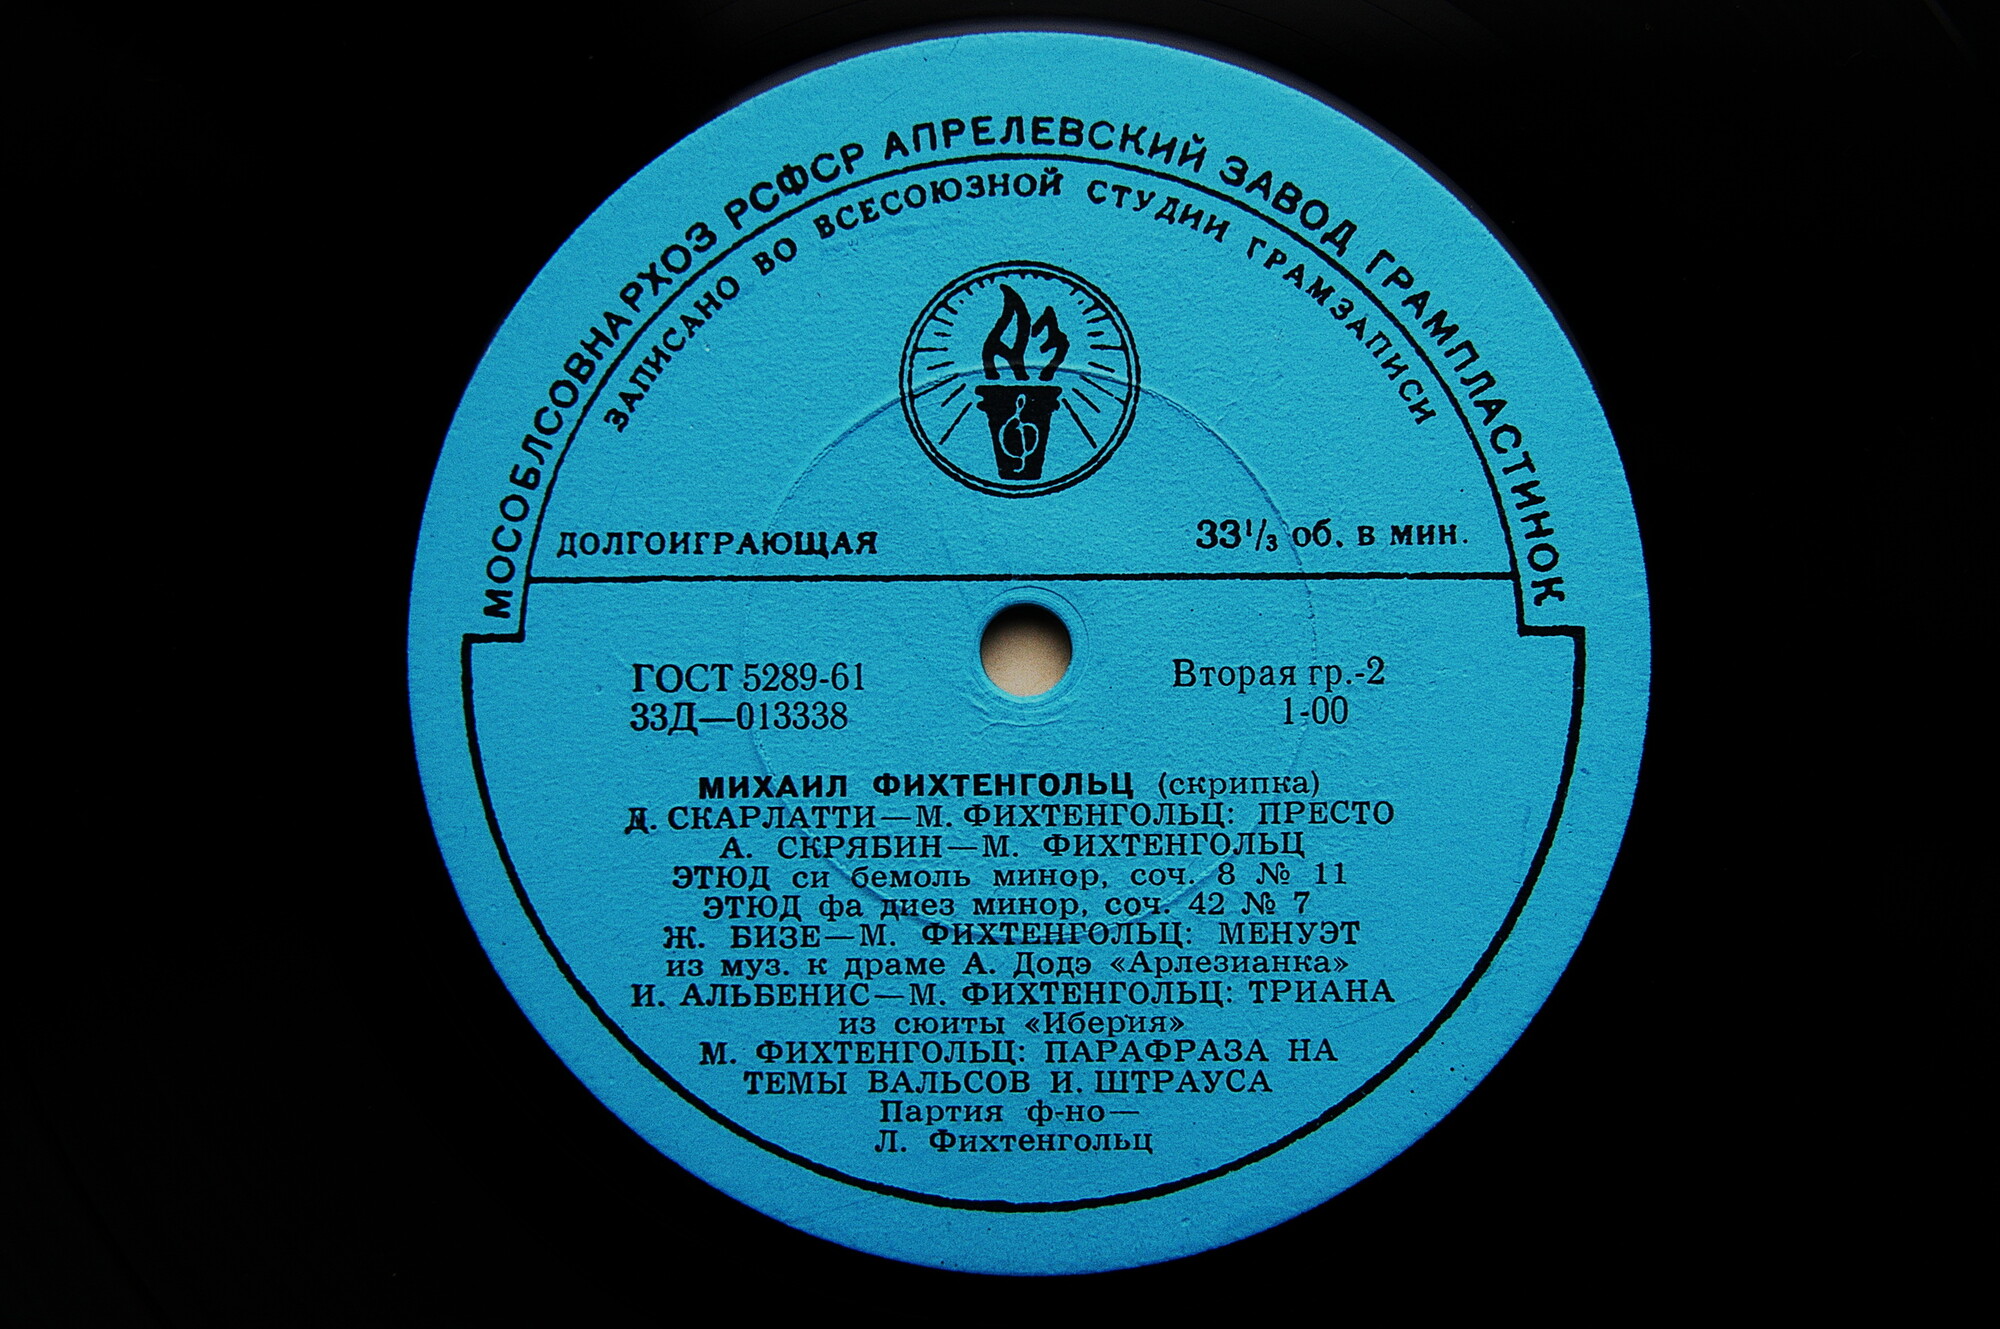 МОСОБЛСОВНАРХОЗ РСФСР АПРЕЛЕВСКИЙ ЗАВОД ГРАМПЛАСТИНОК
ЗАПИСАНО ВО ВСЕСОЮЗНОЙ СТУДИИ ГРАМЗАПИСИ
АЗ
ДОЛГОИГРАЮЩАЯ 33 1/3 об. в мин.
ГОСТ 5289-61 Вторая гр.-2
33Д—013338 1-00
МИХАИЛ ФИХТЕНГОЛЬЦ (скрипка)
Д. СКАРЛАТТИ—М. ФИХТЕНГОЛЬЦ: ПРЕСТО
А. СКРЯБИН—М. ФИХТЕНГОЛЬЦ
ЭТЮД си бемоль минор, соч. 8 № 11
ЭТЮД фа диез минор, соч. 42 № 7
Ж. БИЗЕ—М. ФИХТЕНГОЛЬЦ: МЕНУЭТ
из муз. к драме А. Додэ «Арлезианка»
И. АЛЬБЕНИС—М. ФИХТЕНГОЛЬЦ: ТРИАНА
из сюиты «Иберия»
М. ФИХТЕНГОЛЬЦ: ПАРАФРАЗА НА
ТЕМЫ ВАЛЬСОВ И. ШТРАУСА
Партия ф-но—
Л. Фихтенгольц